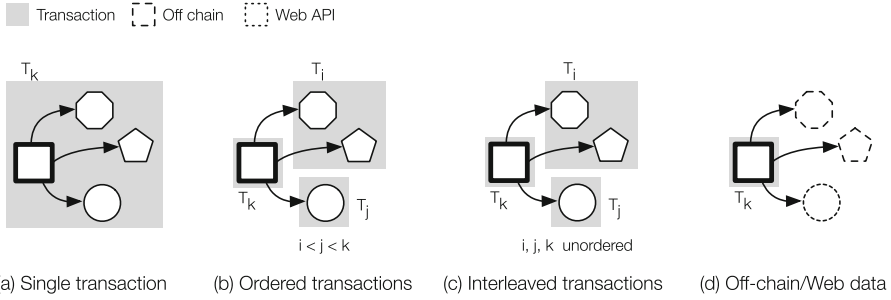 Transaction Off chain Web API
T_k T_i T_i
T_k T_j T_k T_j T_k
i < j < k i, j, k unordered
(a) Single transaction (b) Ordered transactions (c) Interleaved transactions (d) Off-chain/Web data